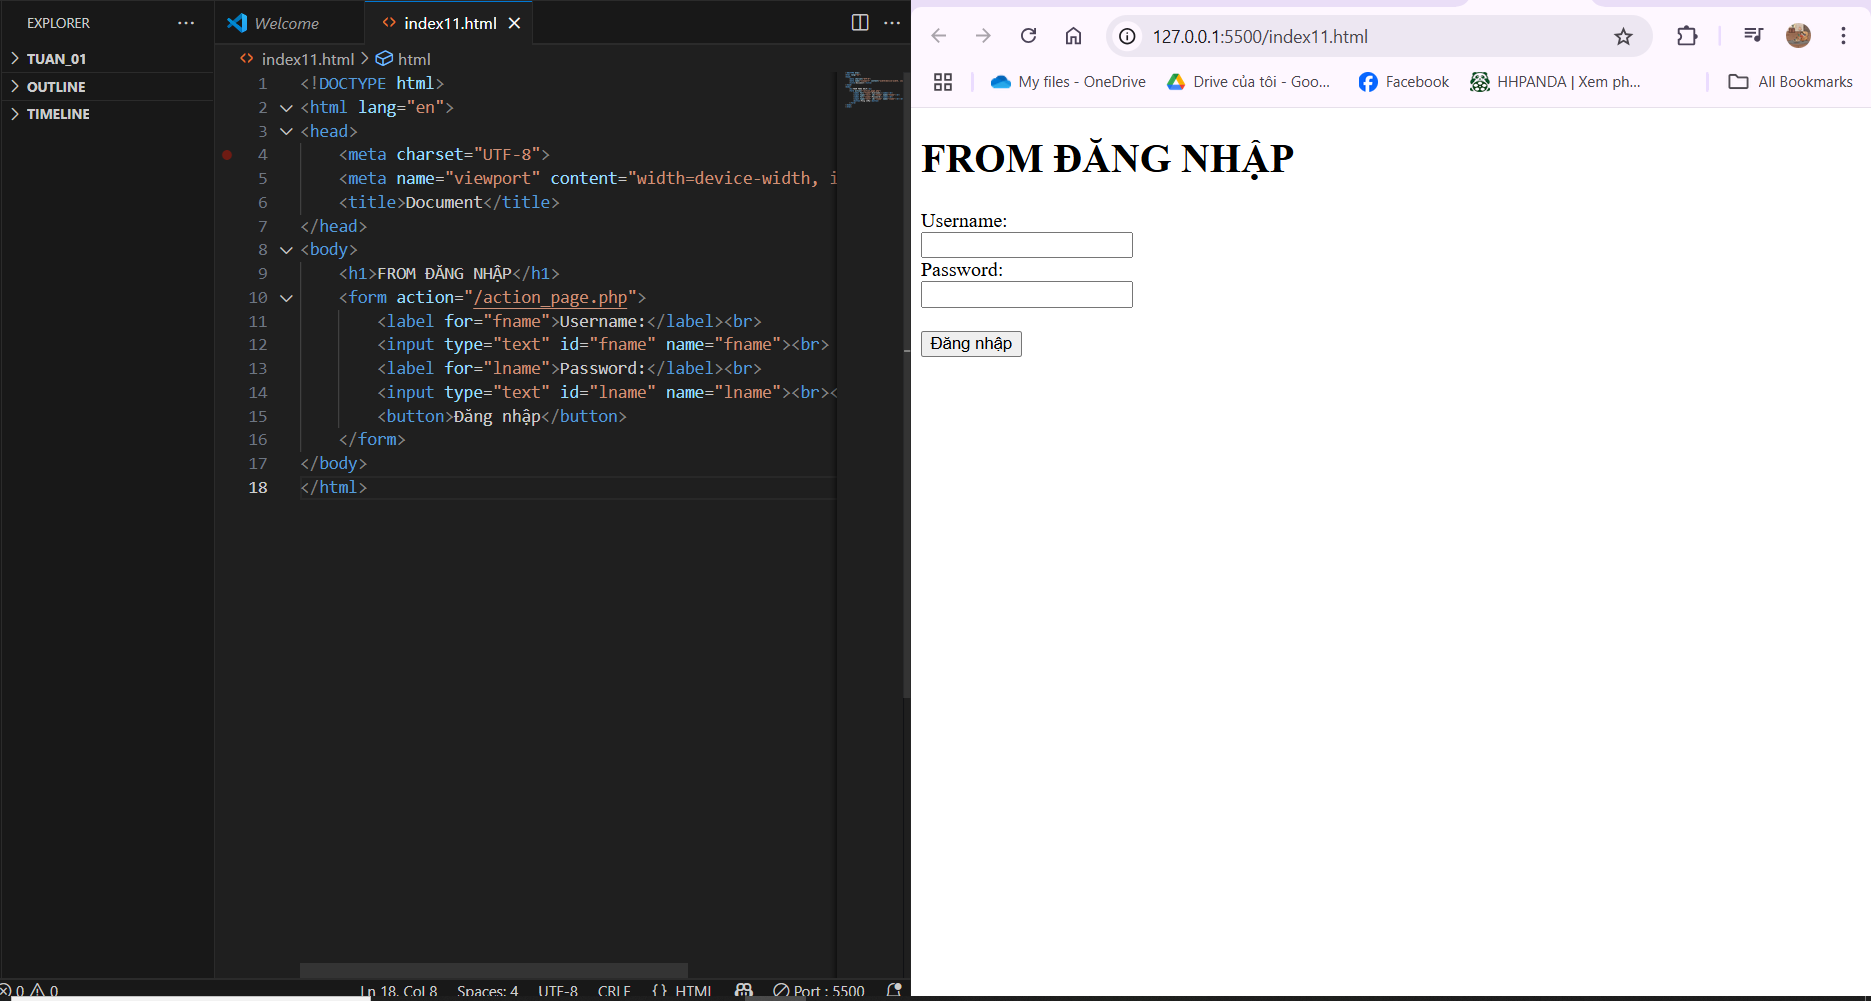 EXPLORER
TUAN_01
OUTLINE
TIMELINE
Welcome
index11.html
index11.html > html
1 <!DOCTYPE html>
2 <html lang="en">
3 <head>
4 <meta charset="UTF-8">
5 <meta name="viewport" content="width=device-width, i
6 <title>Document</title>
7 </head>
8 <body>
9 <h1>FROM ĐĂNG NHẬP</h1>
10 <form action="/action_page.php">
11 <label for="fname">Username:</label><br>
12 <input type="text" id="fname" name="fname"><br>
13 <label for="lname">Password:</label><br>
14 <input type="text" id="lname" name="lname"><br><
15 <button>Đăng nhập</button>
16 </form>
17 </body>
18 </html>
0 0 Ln 18, Col 8 Spaces: 4 UTF-8 CRLF {} HTML Port : 5500
127.0.0.1:5500/index11.html
My files - OneDrive Drive của tôi - Goo... Facebook HHPANDA | Xem ph... All Bookmarks
FROM ĐĂNG NHẬP
Username:
Password:
Đăng nhập